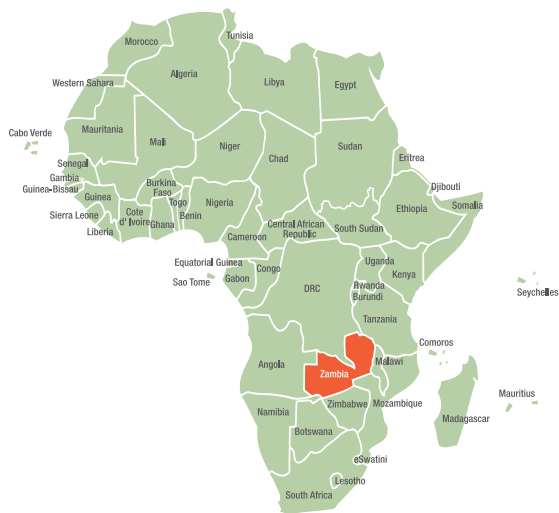 Tunisia
Morocco
Algeria
Libya
Egypt
Western Sahara
Mauritania
Cabo Verde
Mali
Niger
Chad
Sudan
Eritrea
Senegal
Gambia
Guinea-Bissau
Guinea
Burkina
Faso
Djibouti
Somalia
Sierra Leone
Liberia
Cote
d' Ivoire
Ghana
Togo
Benin
Nigeria
Ethiopia
Central African
Republic
South Sudan
Cameroon
Equatorial Guinea
Sao Tome
Gabon
Congo
DRC
Uganda
Kenya
Rwanda
Burundi
Seychelles
Tanzania
Comoros
Angola
Zambia
Malawi
Mauritius
Mozambique
Madagascar
Zimbabwe
Namibia
Botswana
eSwatini
Lesotho
South Africa